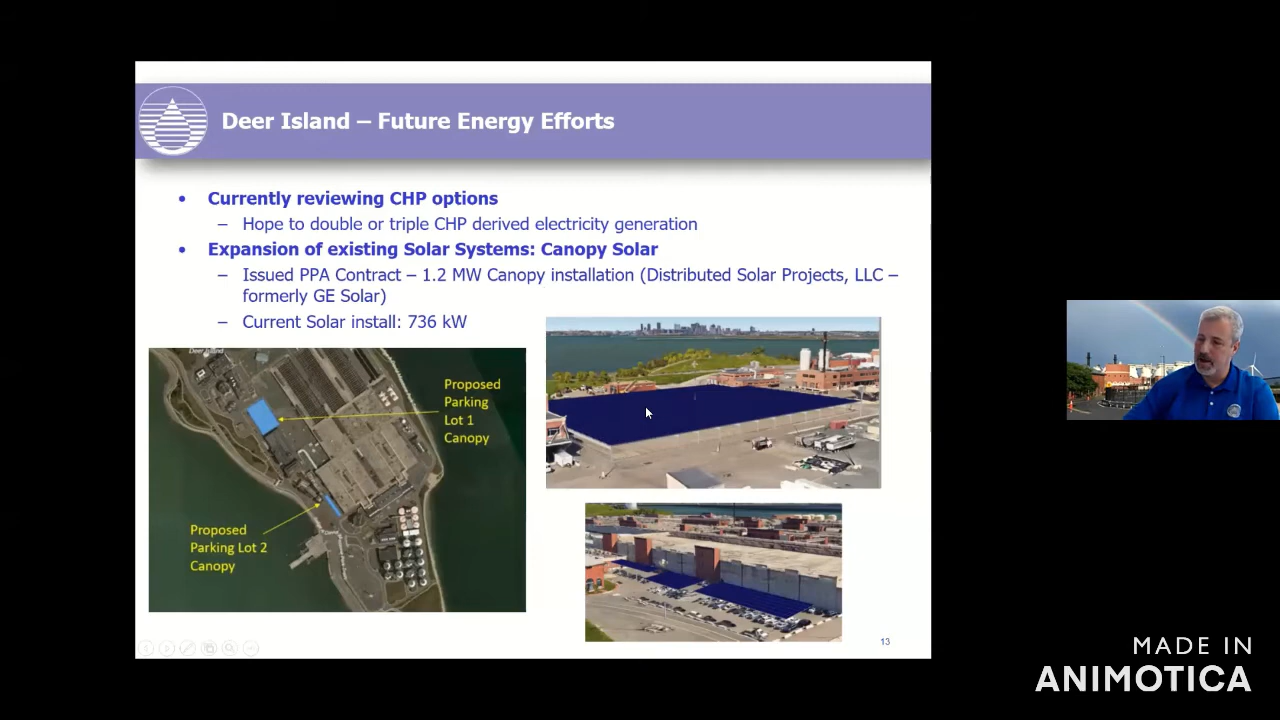 Deer Island – Future Energy Efforts
• Currently reviewing CHP options
– Hope to double or triple CHP derived electricity generation
• Expansion of existing Solar Systems: Canopy Solar
– Issued PPA Contract – 1.2 MW Canopy installation (Distributed Solar Projects, LLC –
formerly GE Solar)
– Current Solar install: 736 kW
Deer Island
Proposed
Parking
Lot 1
Canopy
Proposed
Parking Lot 2
Canopy
13
MADE IN
ANIMOTICA